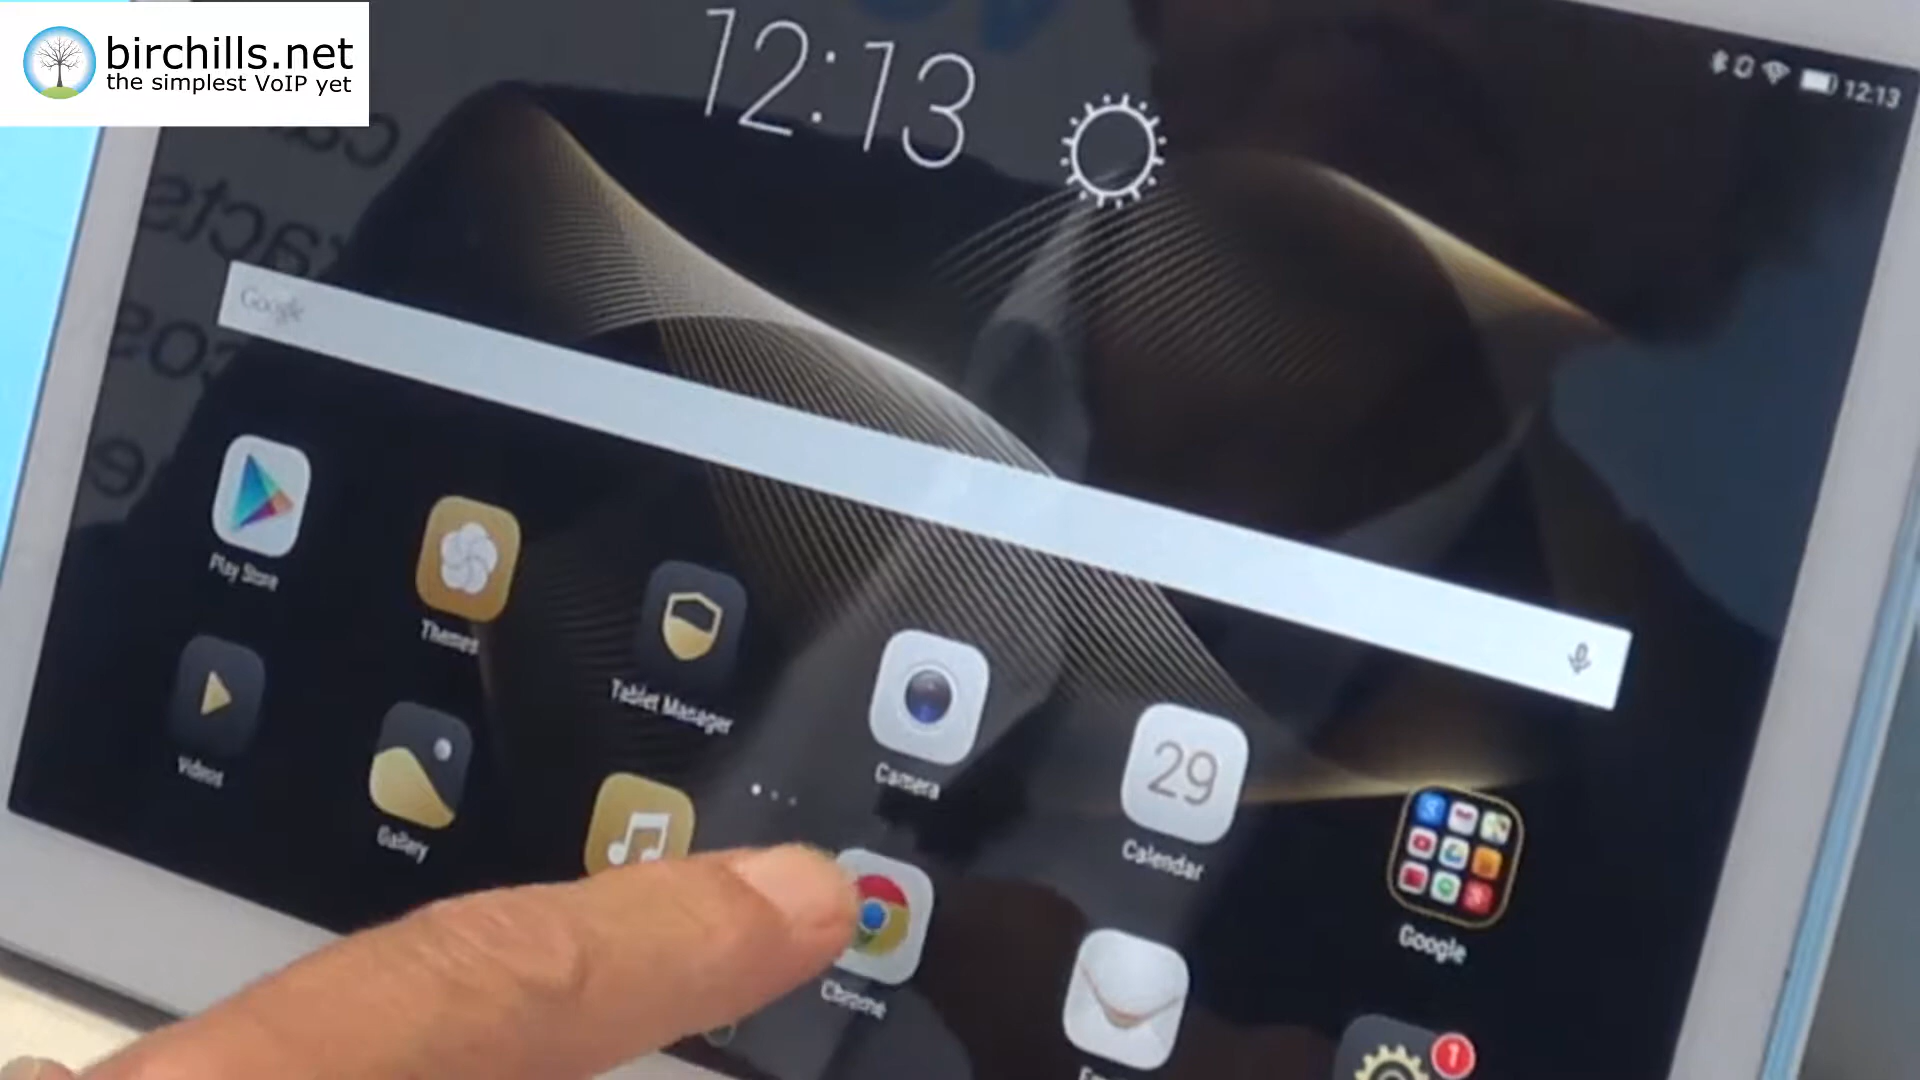 birchills.net
the simplest VoIP yet
12:13
12:13
Google
Play Store
Themes
Tablet Manager
Camera
29
Calendar
Google
Videos
Gallery
Chrome
1